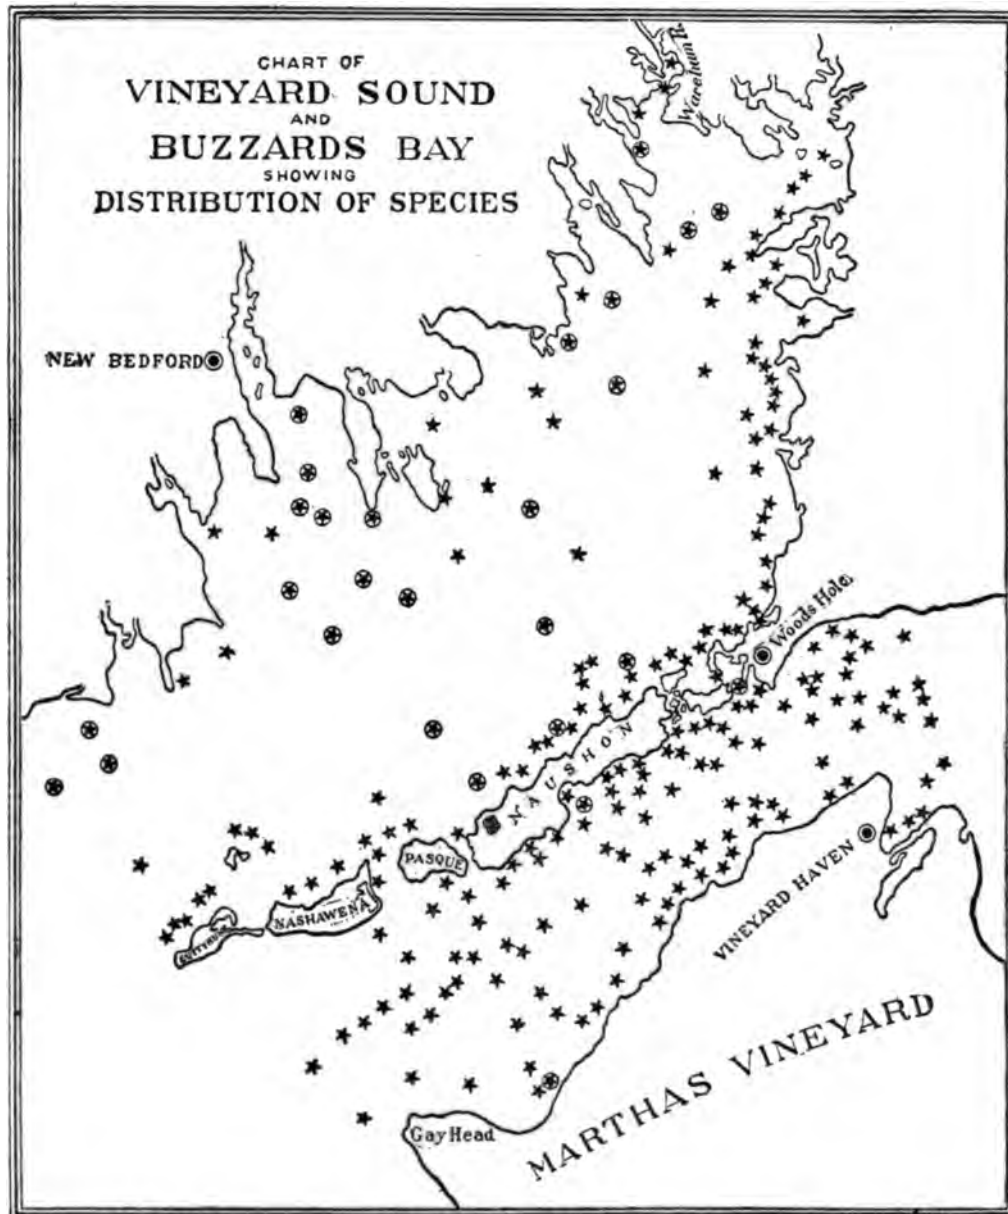 CHART OF
VINEYARD SOUND
AND
BUZZARDS BAY
SHOWING
DISTRIBUTION OF SPECIES
Wareham R.
NEW BEDFORD
Woods Hole.
NAUSHON
PASQUE
NASHAWENA
VINEYARD HAVEN
MARTHAS VINEYARD
Gay Head